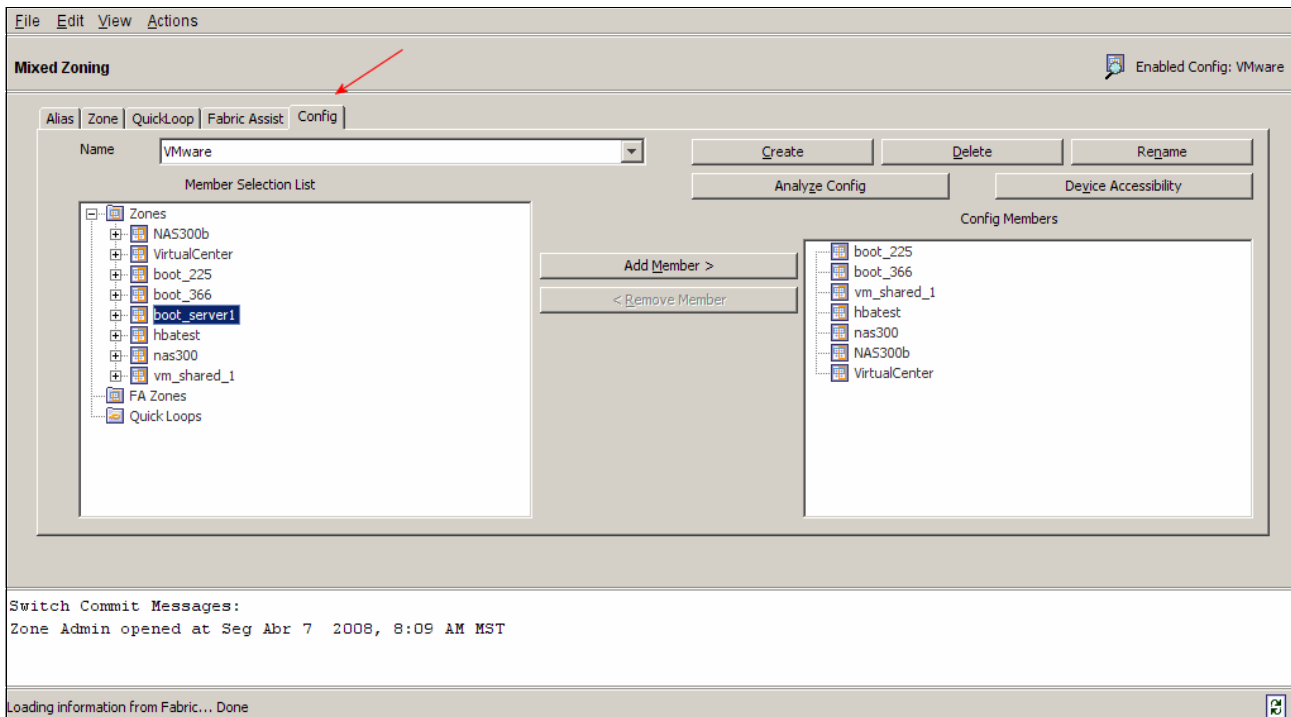 File Edit View Actions
Mixed Zoning
Enabled Config: VMware
Alias Zone QuickLoop Fabric Assist Config
Name VMware
Create Delete Rename
Analyze Config Device Accessibility
Member Selection List
Zones
NAS300b
VirtualCenter
boot_225
boot_366
boot_server1
hbatest
nas300
vm_shared_1
FA Zones
Quick Loops
Add Member >
< Remove Member
Config Members
boot_225
boot_366
vm_shared_1
hbatest
nas300
NAS300b
VirtualCenter
Switch Commit Messages:
Zone Admin opened at Seg Abr 7 2008, 8:09 AM MST
Loading information from Fabric... Done